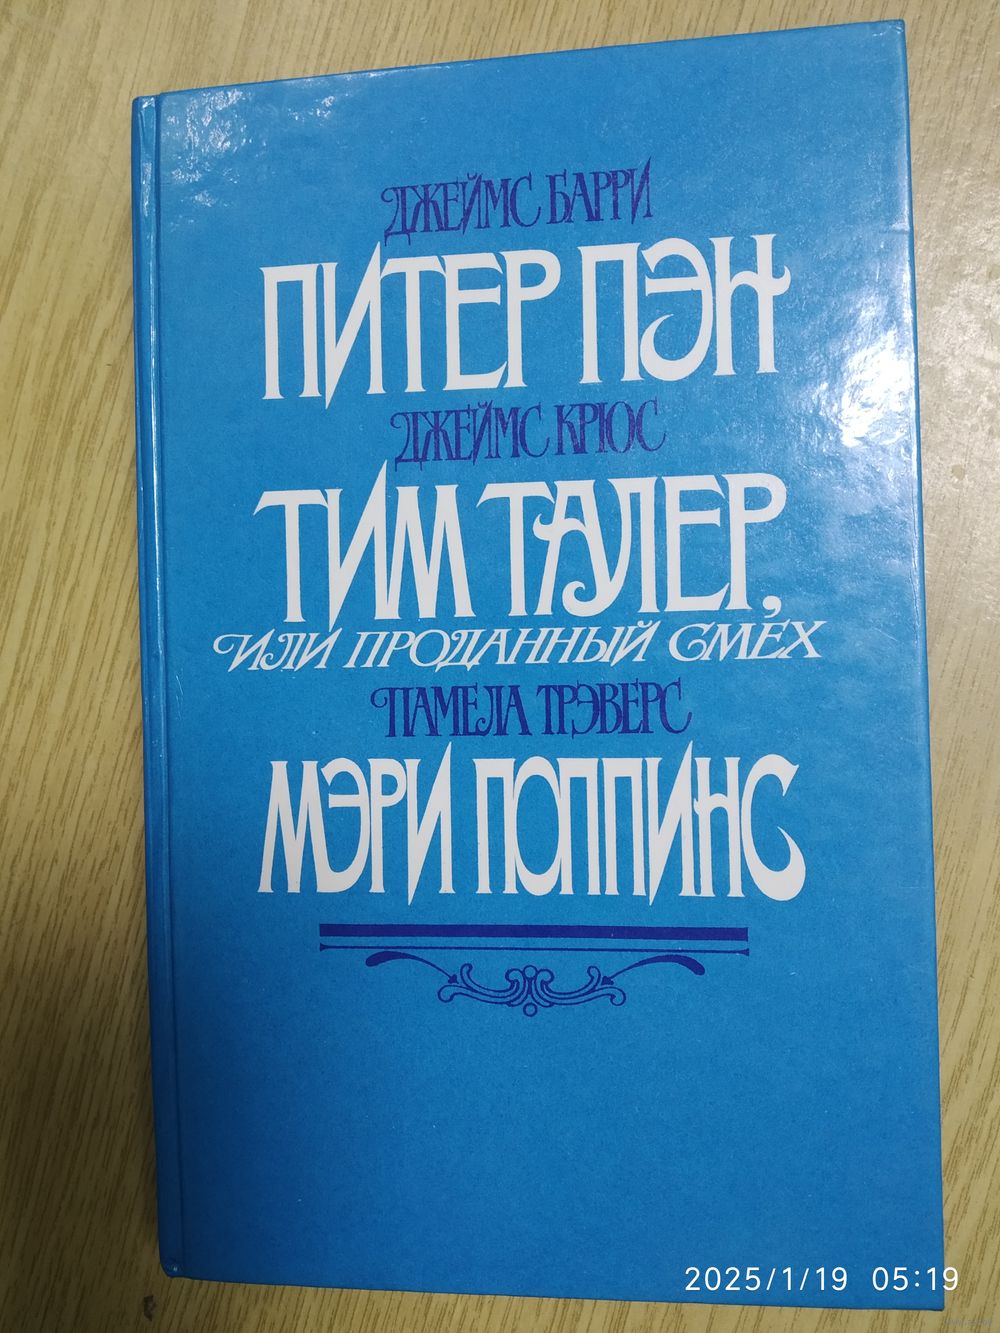 ДЖЕЙМС БАРРИ
ПИТЕР ПЭН
ДЖЕЙМС КРЮС
ТИМ ТАЛЕР,
ИЛИ ПРОДАННЫЙ СМЕХ
ПАМЕЛА ТРЭВЕРС
МЭРИ ПОППИНС
2025/1/19 05:19